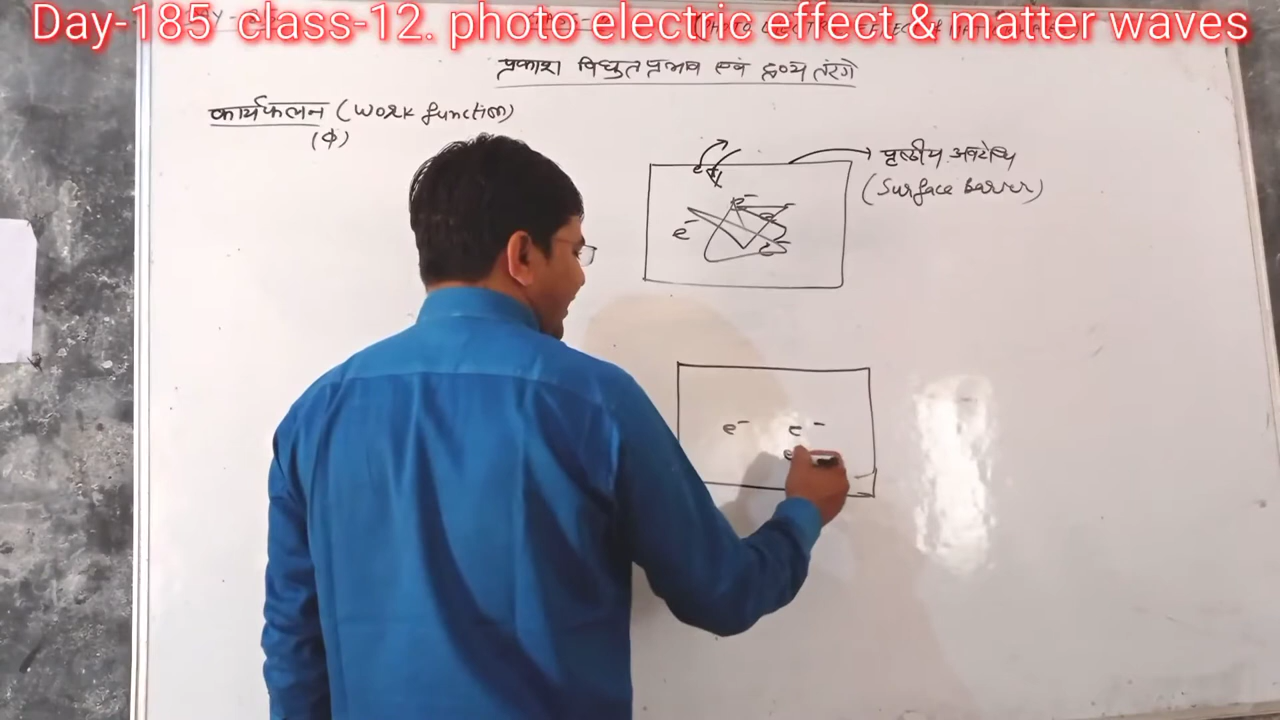 Day-185 class-12. photo electric effect & matter waves
प्रकाश विद्युत प्रभाव एवं द्रव्य तरंगे
कार्यफलन (Work function)
(ф)
पृष्ठीय अवरोध
(Surface Barrer)
e⁻
e⁻
e⁻
e⁻
e⁻
e⁻